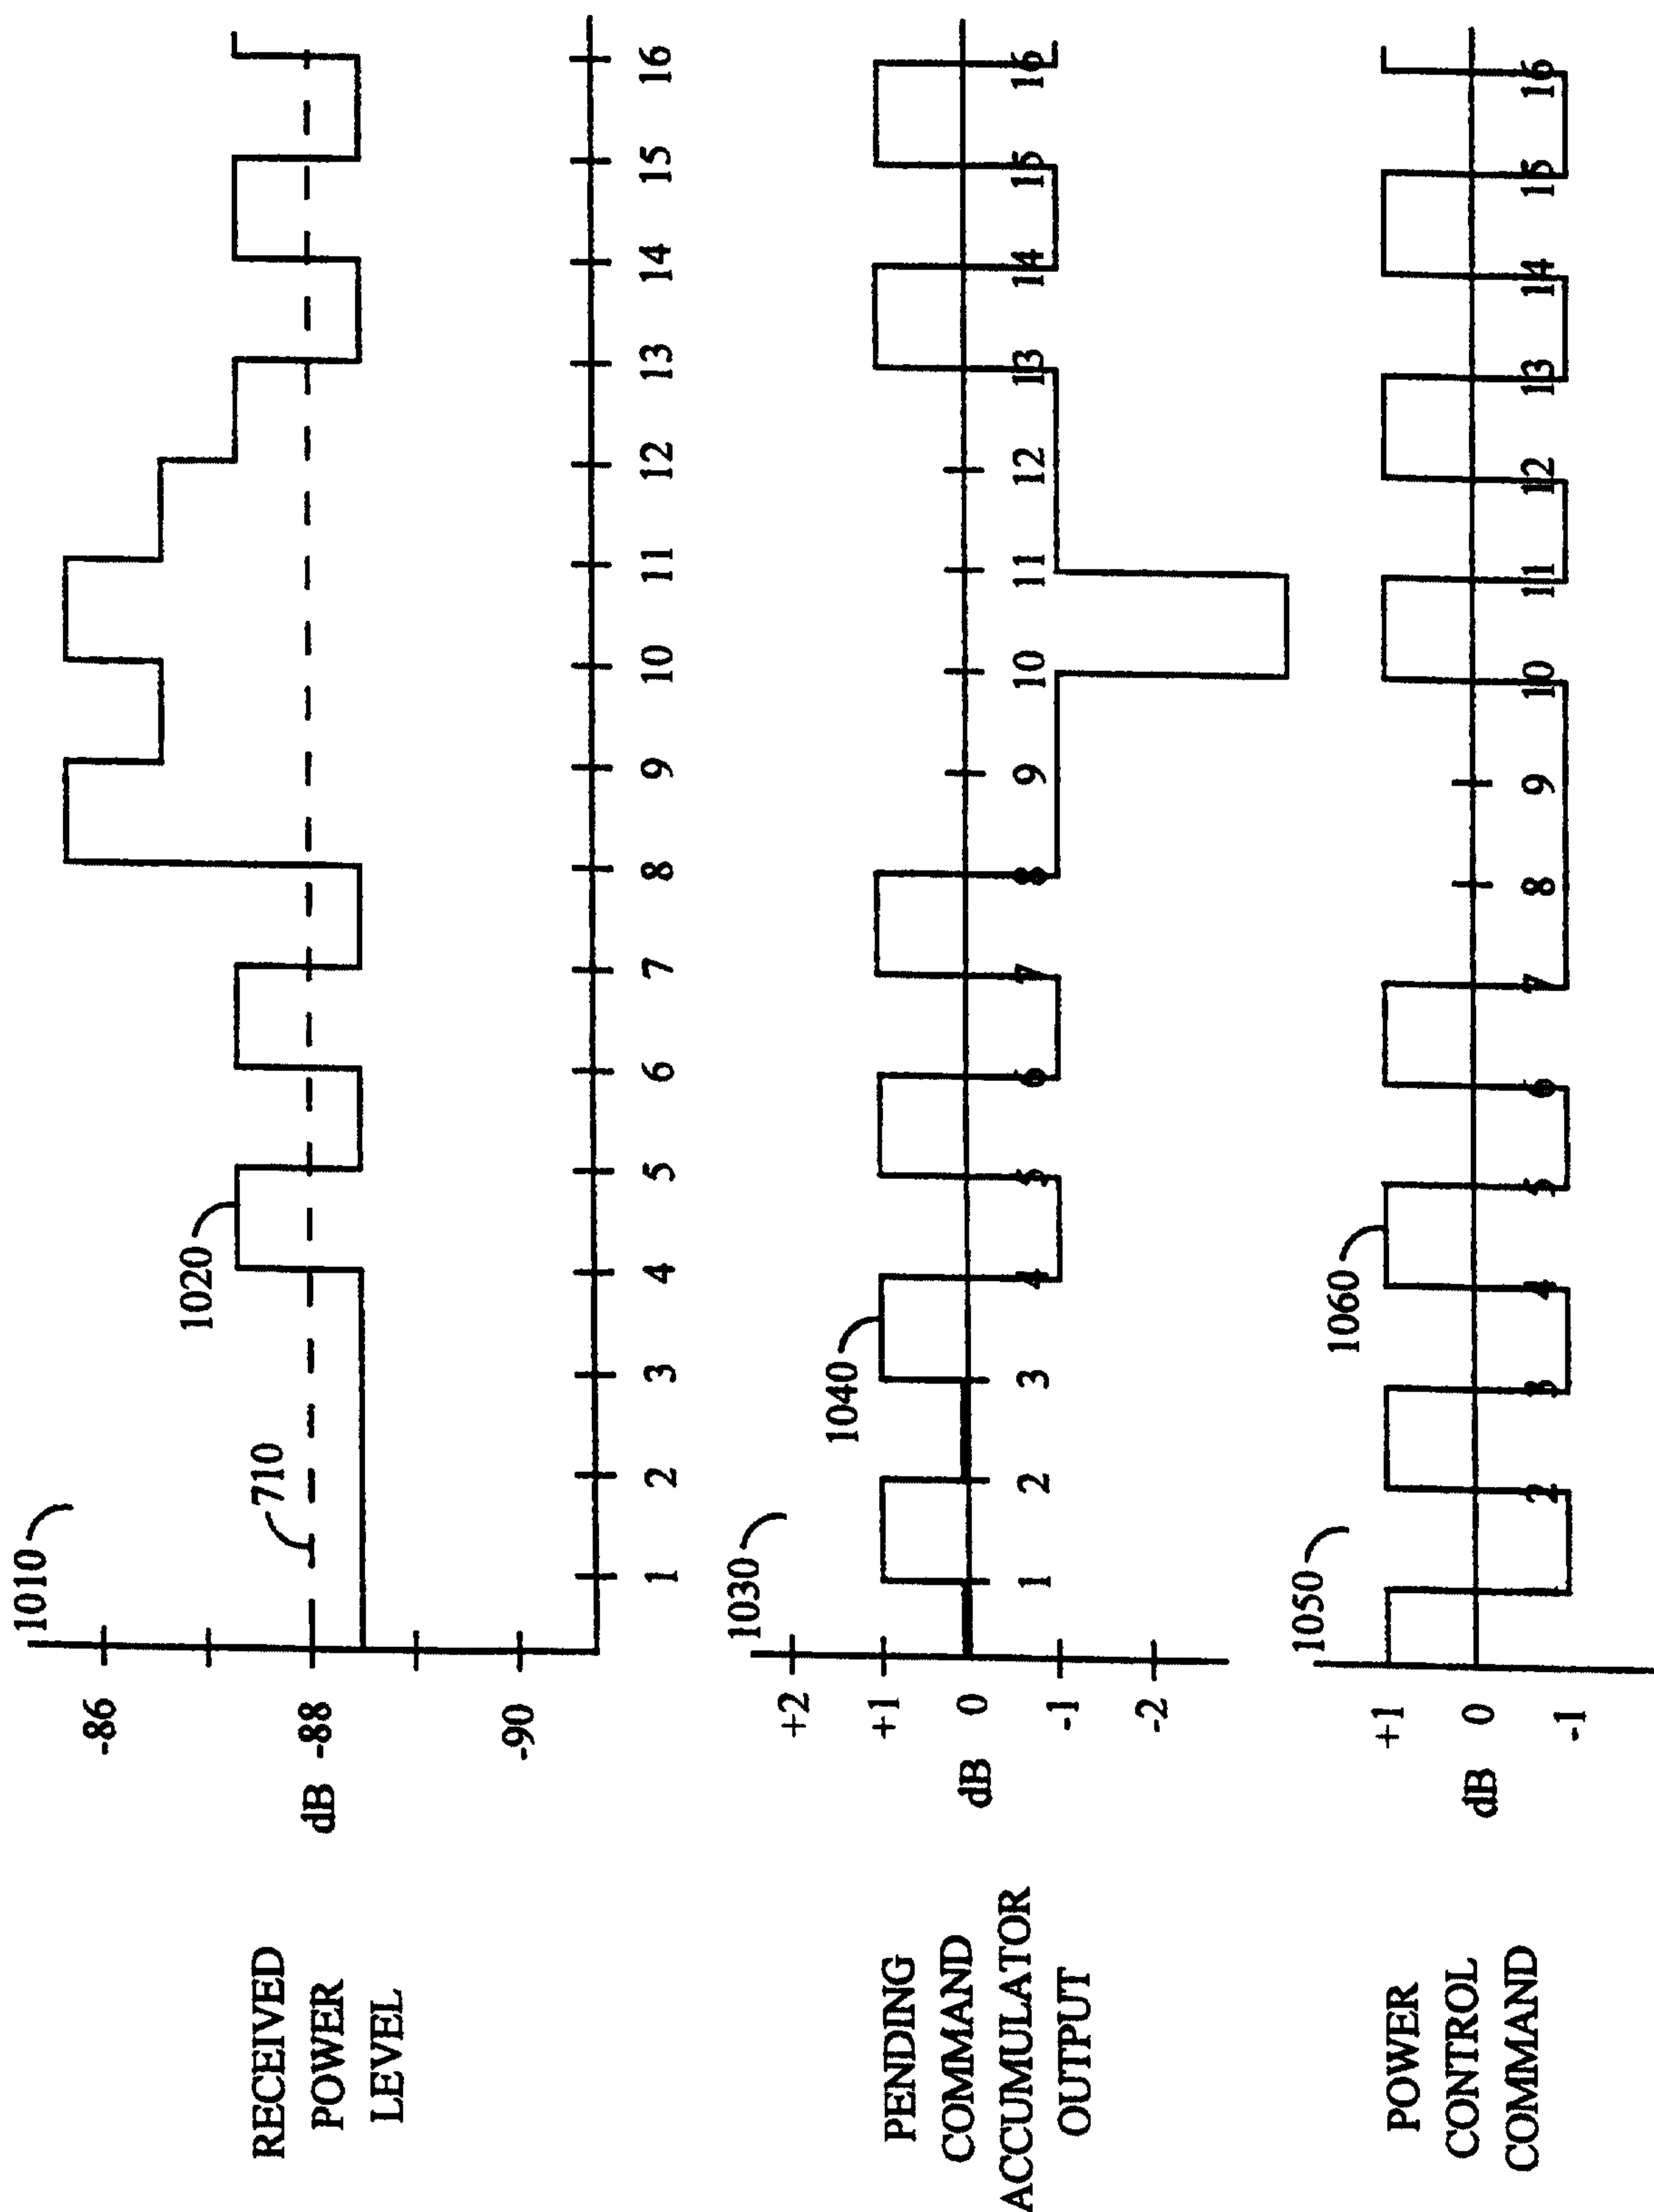 1010
1020
710
-86
dB -88
-90
RECEIVED
POWER
LEVEL
1 2 3 4 5 6 7 8 9 10 11 12 13 14 15 16
1030
1040
+2
+1
0
dB
-1
-2
PENDING
COMMAND
ACCUMULATOR
OUTPUT
1 2 3 4 5 6 7 8 9 10 11 12 13 14 15 16
1050
1060
+1
0
dB
-1
POWER
CONTROL
COMMAND
2 3 4 5 6 7 8 9 10 11 12 13 14 15 16